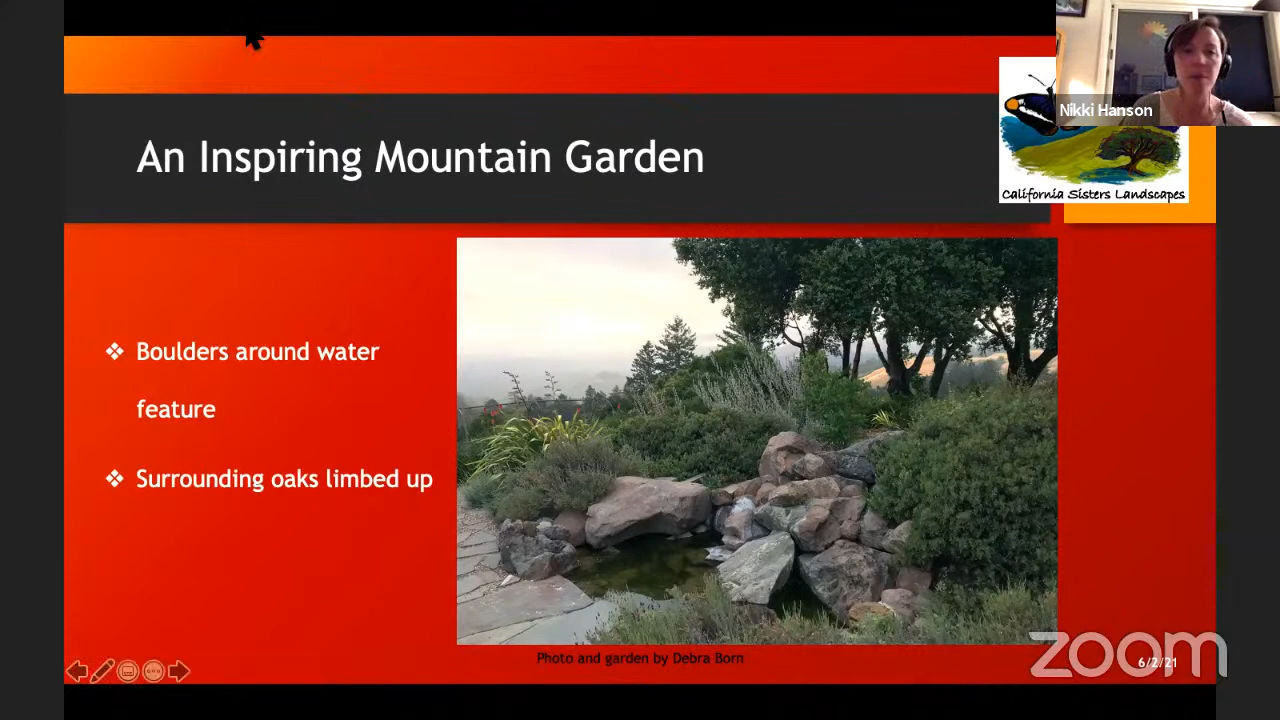 Nikki Hanson
An Inspiring Mountain Garden
California Sisters Landscapes
❖ Boulders around water
feature
❖ Surrounding oaks limbed up
Photo and garden by Debra Born
zoom
6/2/21